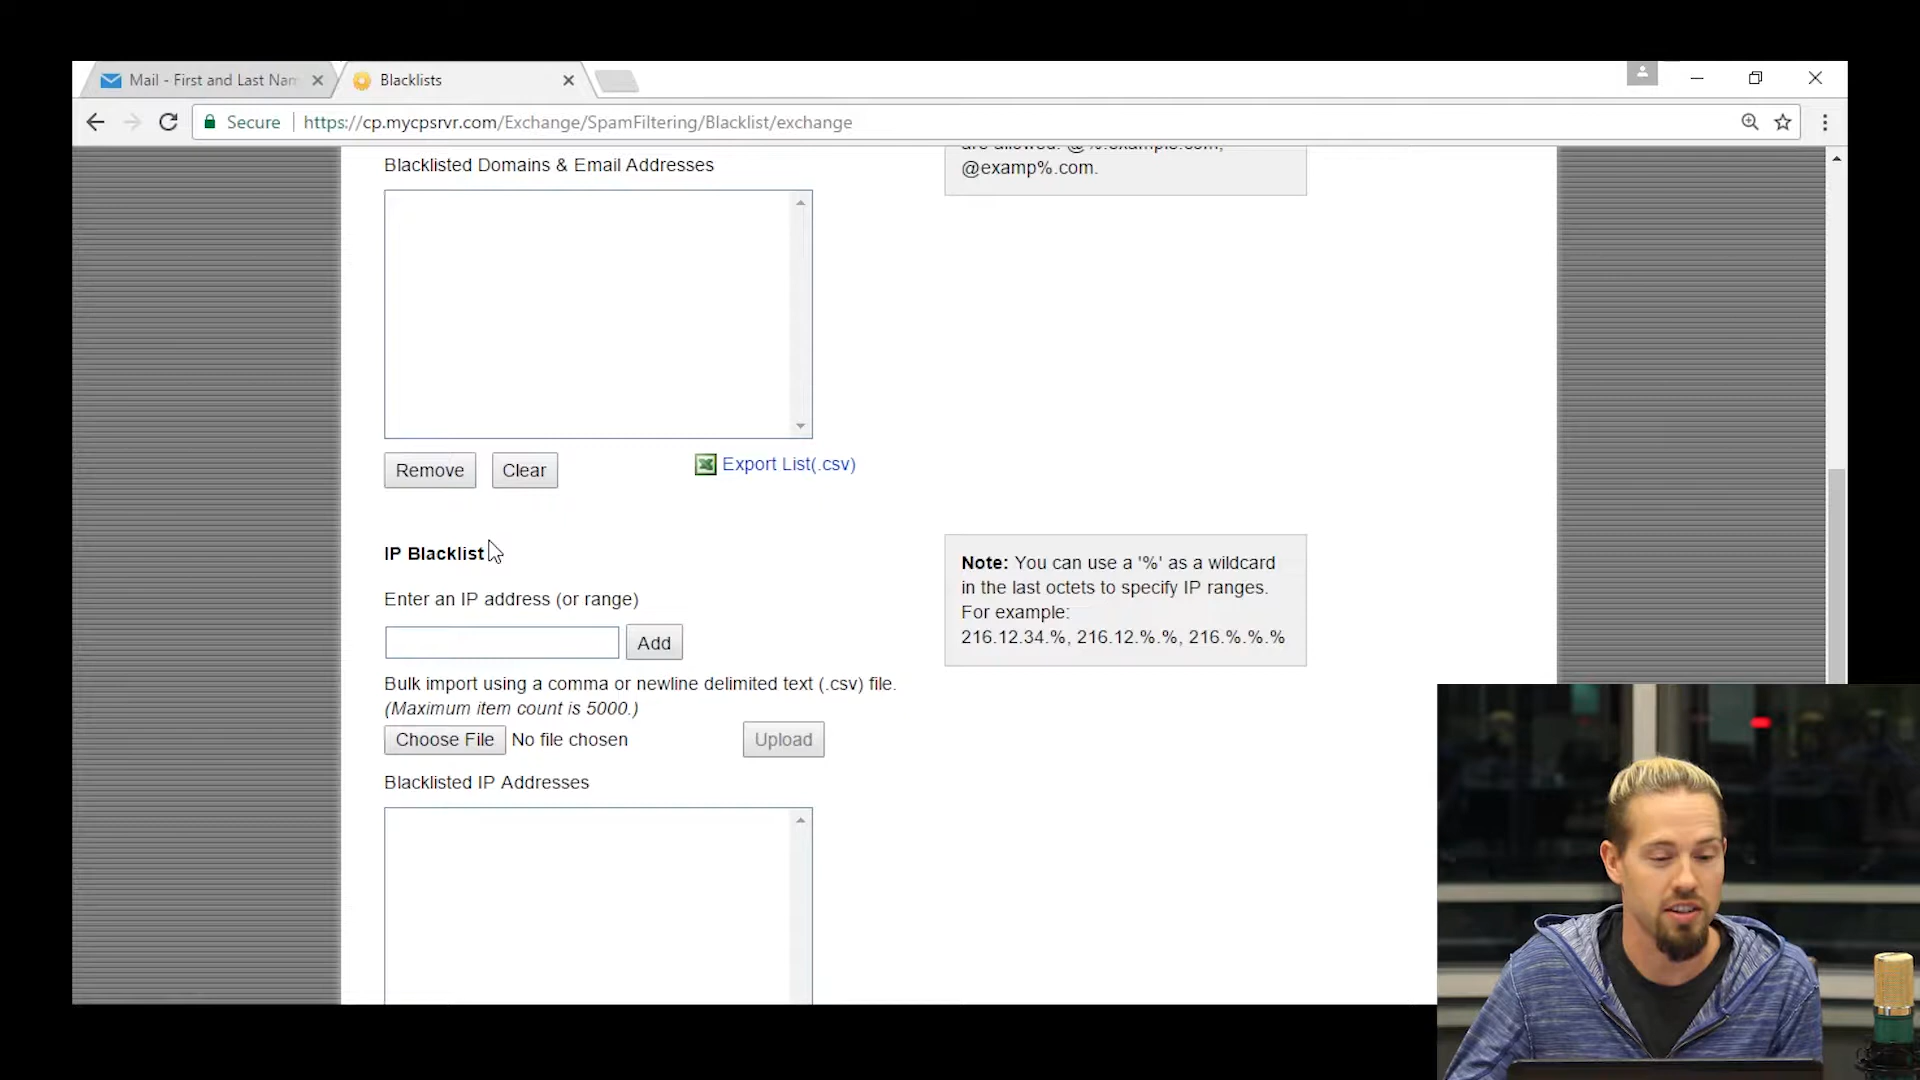 Mail - First and Last Nam
Blacklists
Secure
https://cp.mycpsrvr.com/Exchange/SpamFiltering/Blacklist/exchange
are allowed: @%.example.com,
@examp%.com.
Blacklisted Domains & Email Addresses
Remove
Clear
Export List(.csv)
IP Blacklist
Enter an IP address (or range)
Add
Note: You can use a '%' as a wildcard
in the last octets to specify IP ranges.
For example:
216.12.34.%, 216.12.%.%, 216.%.%.%
Bulk import using a comma or newline delimited text (.csv) file.
(Maximum item count is 5000.)
Choose File
No file chosen
Upload
Blacklisted IP Addresses